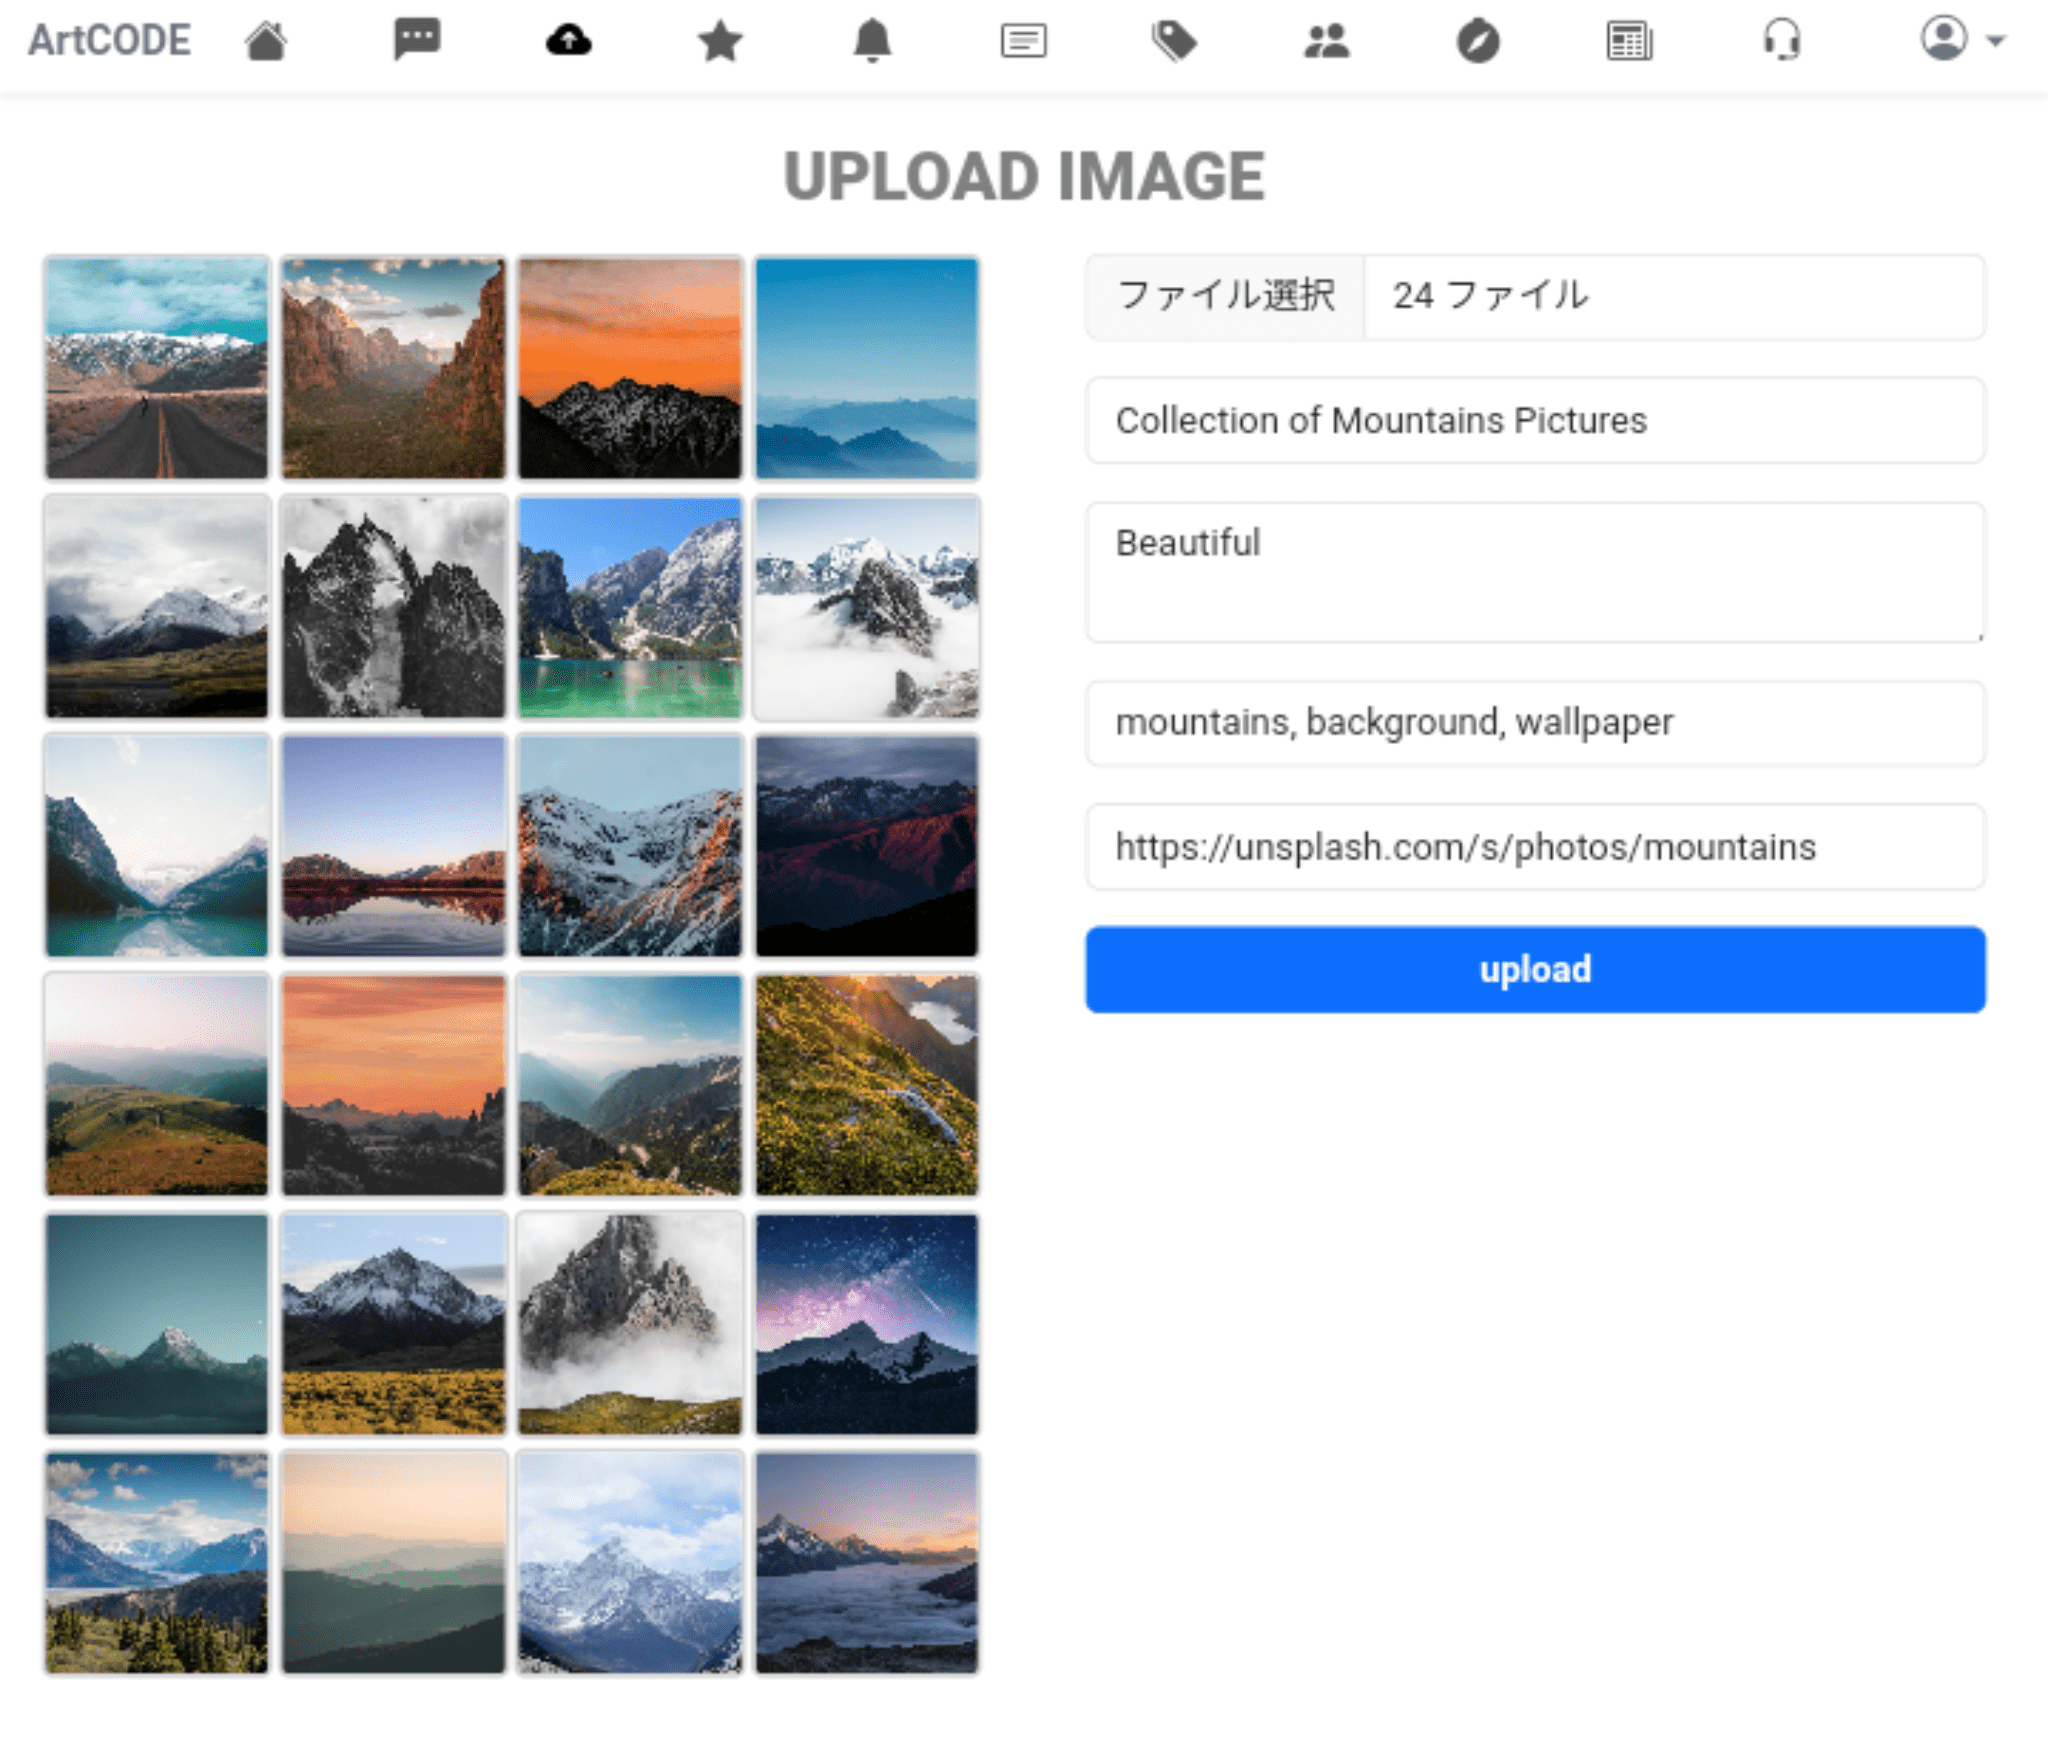 ArtCODE
UPLOAD IMAGE
ファイル選択 24 ファイル
Collection of Mountains Pictures
Beautiful
mountains, background, wallpaper
https://unsplash.com/s/photos/mountains
upload